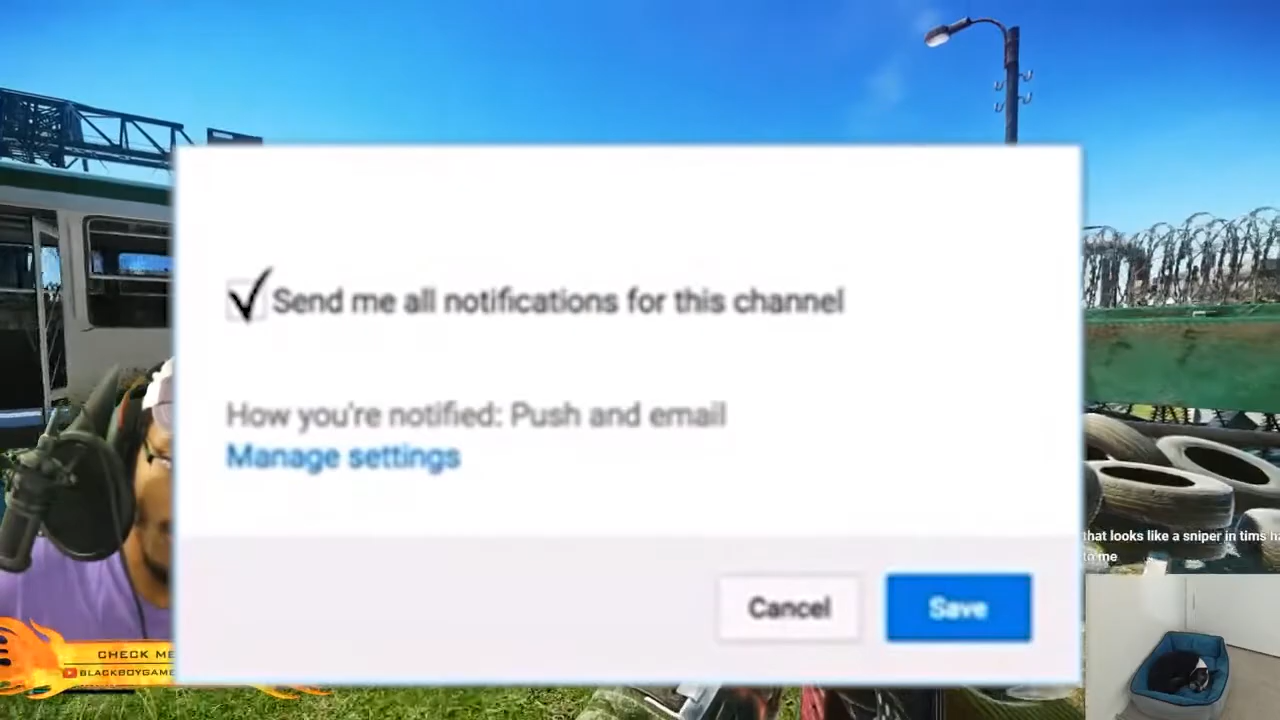 Send me all notifications for this channel
How you're notified: Push and email
Manage settings
that looks like a sniper in tims
to me
Cancel
Save
CHECK ME
BLACKBOYGAME